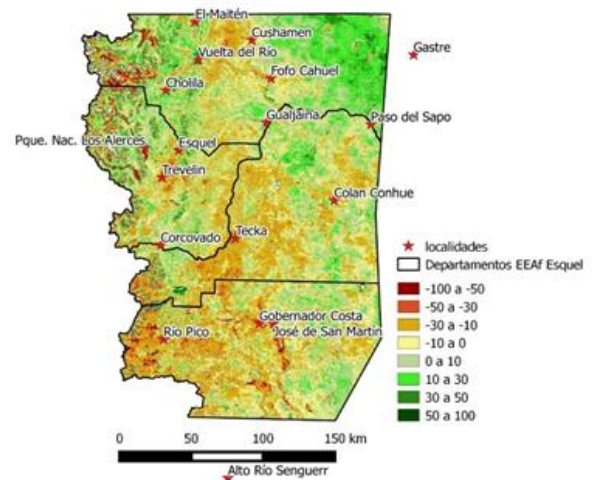 El Maitén
Cushamen
Gastre
Vuelta del Río
Fofo Cahuel
Cholila
Gualjaina
Paso del Sapo
Pque. Nac. Los Alerces
Esquel
Trevelin
Colan Conhue
Tecka
Corcovado
localidades
Departamentos EEAf Esquel
-100 a -50
-50 a -30
-30 a -10
-10 a 0
0 a 10
10 a 30
30 a 50
50 a 100
Gobernador Costa
Río Pico
José de San Martin
0 50 100 150 km
Alto Río Senguerr